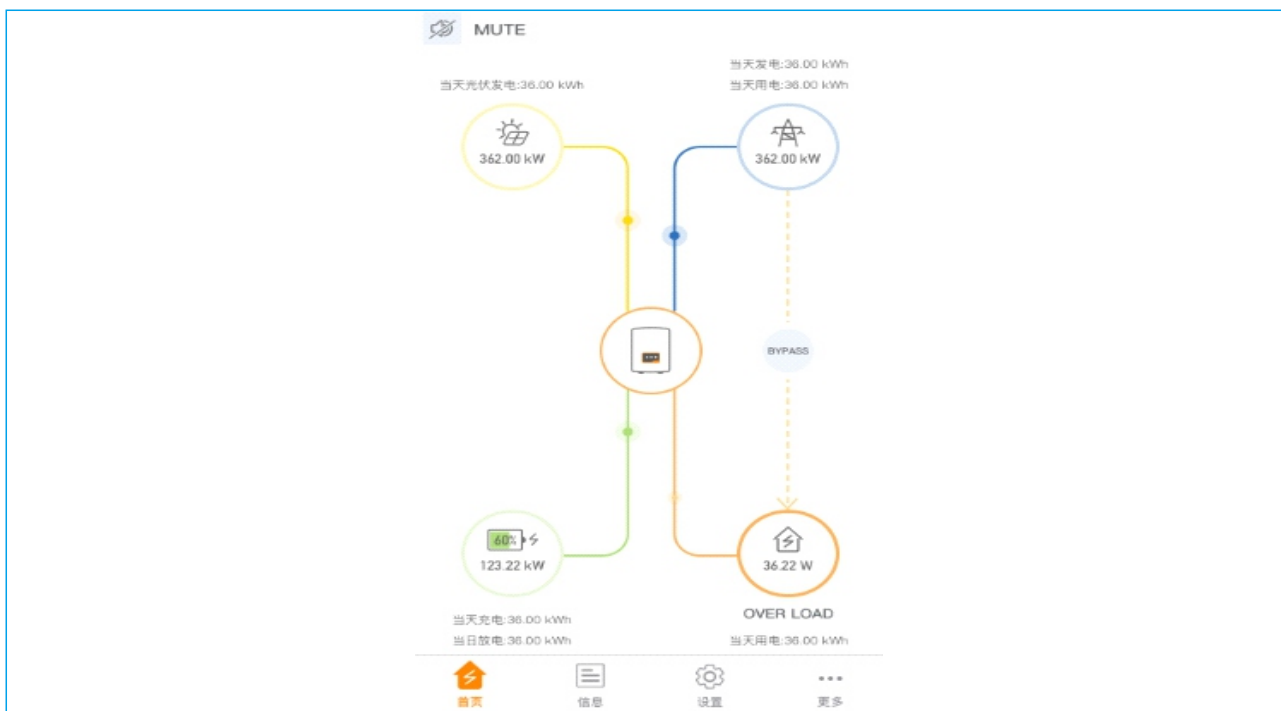 MUTE
当天发电:36.00 kWh
当天光伏发电:36.00 kWh
当天用电:36.00 kWh
362.00 kW
362.00 kW
BYPASS
60%
123.22 kW
36.22 W
OVER LOAD
当天充电:36.00 kWh
当日放电:36.00 kWh
当天用电:36.00 kWh
首页
信息
设置
更多